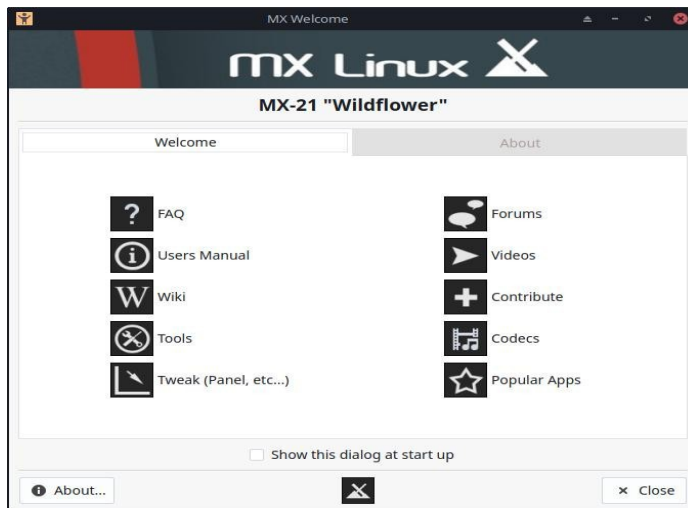 MX Welcome
MX Linux
MX-21 "Wildflower"
Welcome
About
? FAQ
Forums
Users Manual
Videos
W Wiki
Contribute
Tools
Codecs
Tweak (Panel, etc...)
Popular Apps
Show this dialog at start up
About...
Close